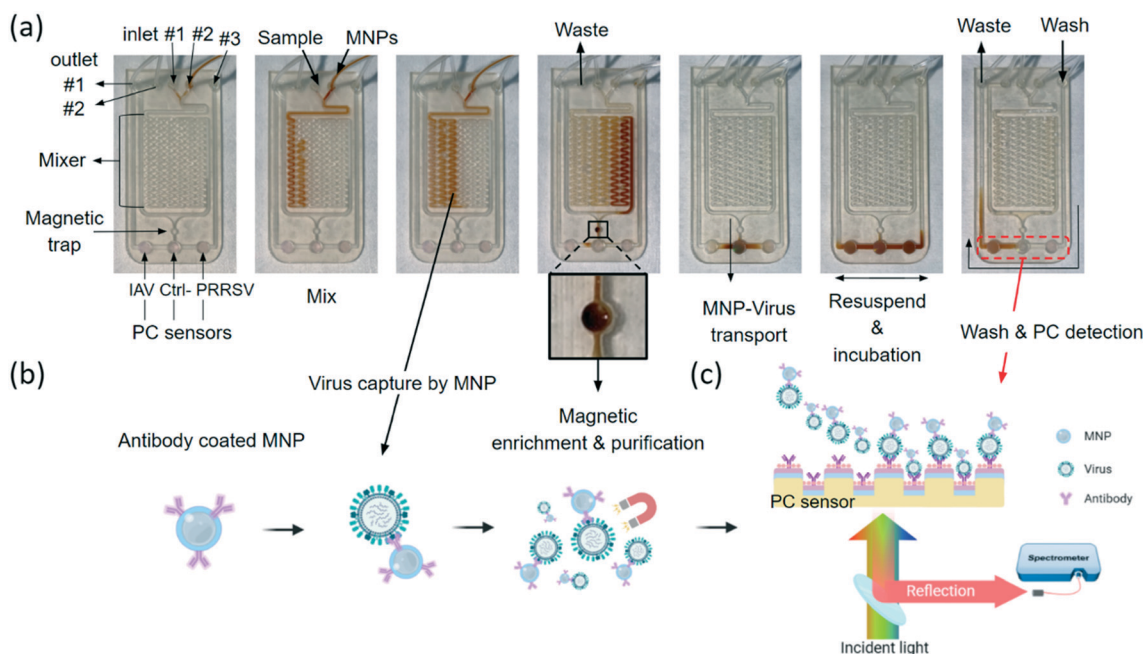 (a)
inlet #1 #2 #3
outlet
#1
#2
Mixer
Magnetic
trap
IAV Ctrl- PRRSV
PC sensors
Sample
MNPs
Mix
Waste
MNP-Virus
transport
Resuspend
&
incubation
Waste
Wash
Wash & PC detection
(b)
Virus capture by MNP
Antibody coated MNP
Magnetic
enrichment & purification
(c)
MNP
Virus
Antibody
PC sensor
Spectrometer
Reflection
Incident light